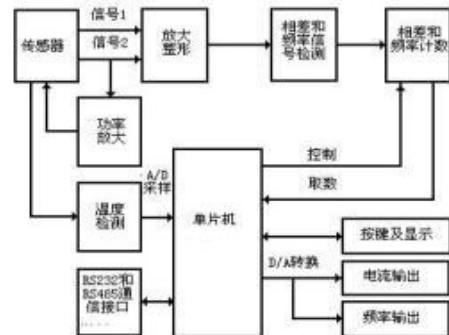 信号1
信号2
传感器
放大
整形
相差和
频率信
号检测
相差和
频率计数
功率
放大
控制
取数
A/D
采样
温度
检测
单片机
按键及显示
D/A转换
电流输出
频率输出
RS232和
RS485通
信接口
.....